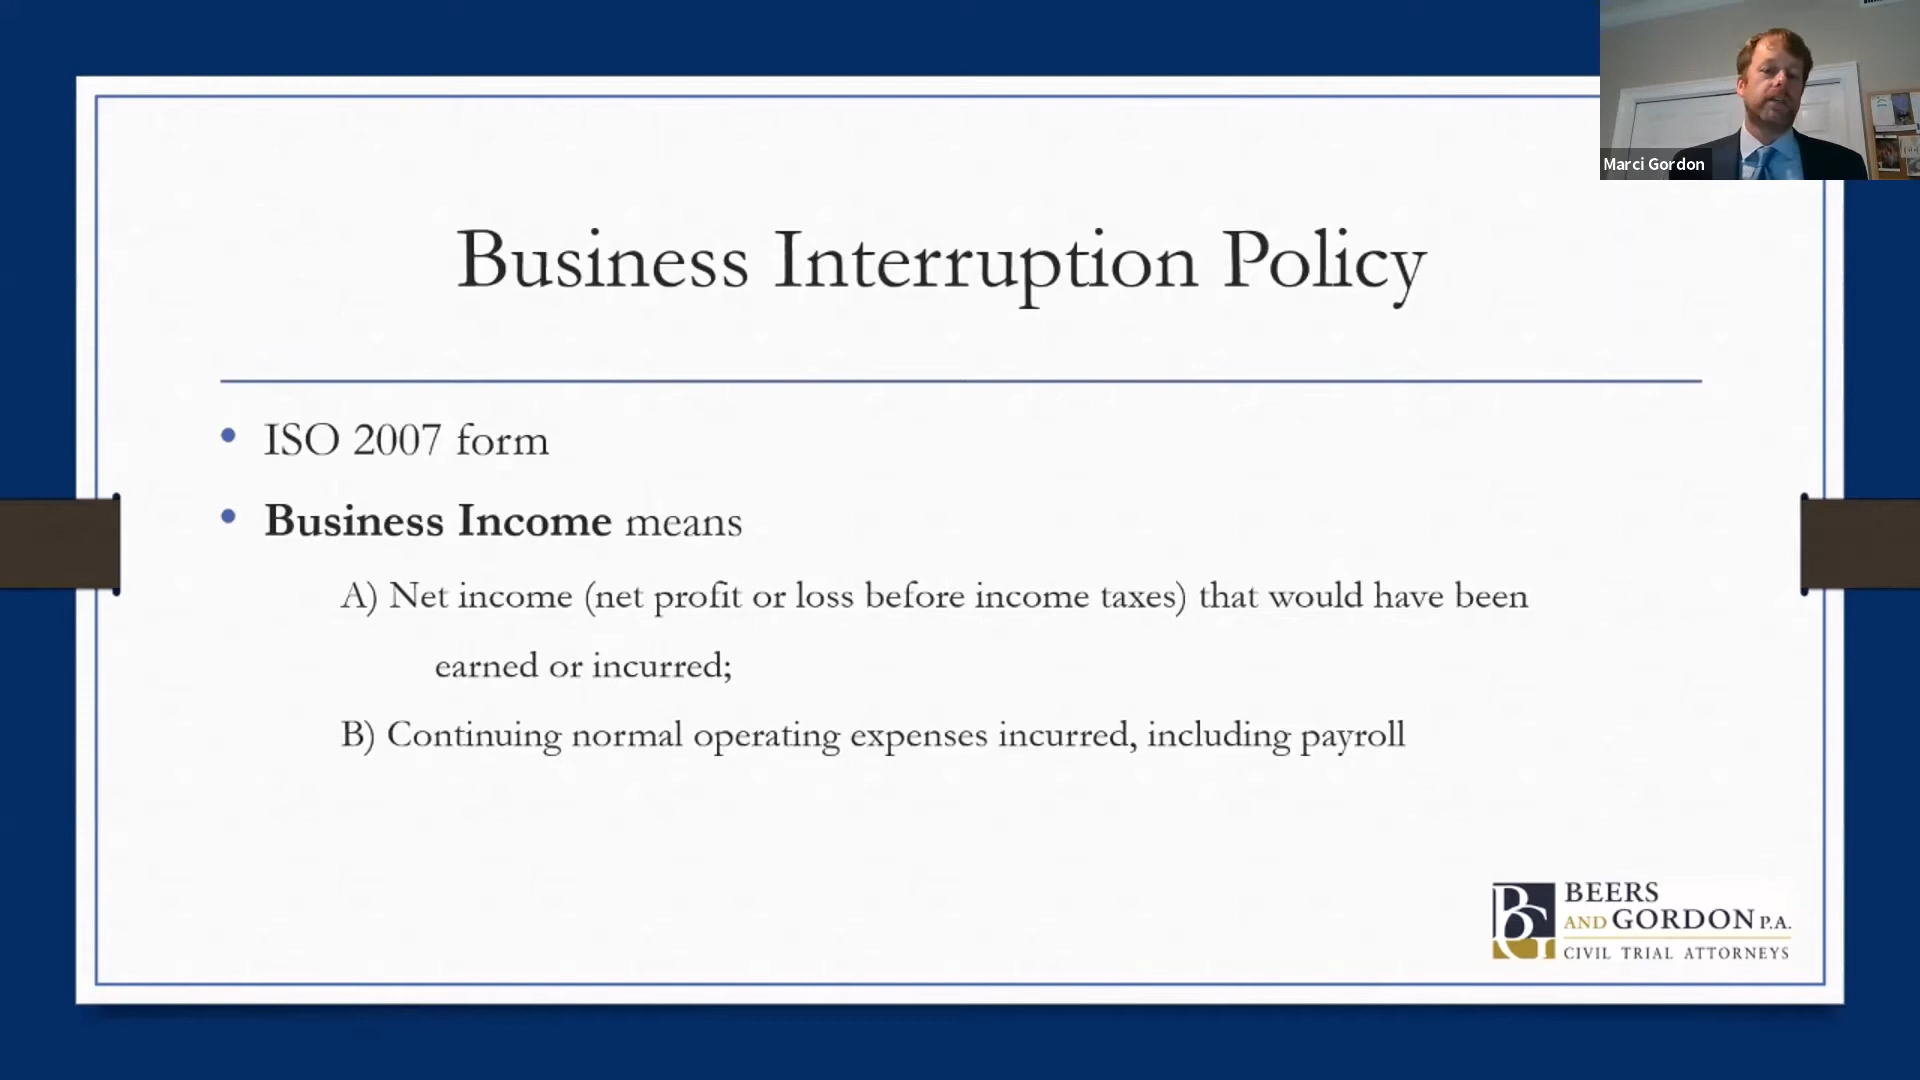 Marci Gordon
Business Interruption Policy
• ISO 2007 form
• Business Income means
A) Net income (net profit or loss before income taxes) that would have been
earned or incurred;
B) Continuing normal operating expenses incurred, including payroll
BG
BEERS
AND GORDON P.A.
CIVIL TRIAL ATTORNEYS